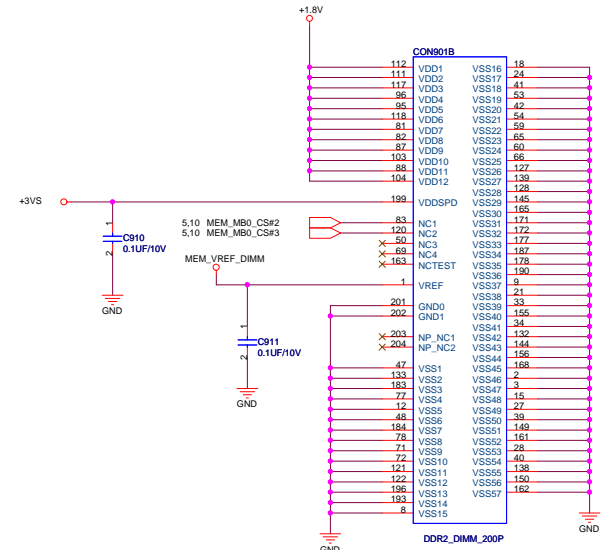 +1.8V
CON901B
112 VDD1 VSS16 18
111 VDD2 VSS17 24
117 VDD3 VSS18 41
96 VDD4 VSS19 53
95 VDD5 VSS20 42
118 VDD6 VSS21 54
81 VDD7 VSS22 59
82 VDD8 VSS23 65
87 VDD9 VSS24 60
103 VDD10 VSS25 66
88 VDD11 VSS26 127
104 VDD12 VSS27 139
VSS28 128
+3VS 199 VDDSPD VSS29 145
VSS30 165
5,10 MEM_MB0_CS#2 83 NC1 VSS31 171
5,10 MEM_MB0_CS#3 120 NC2 VSS32 172
50 NC3 VSS33 177
69 NC4 VSS34 187
163 NCTEST VSS35 178
VSS36 190
1 VREF VSS37 9
VSS38 21
201 GND0 VSS39 33
202 GND1 VSS40 155
VSS41 34
203 NP_NC1 VSS42 132
204 NP_NC2 VSS43 144
VSS44 156
47 VSS1 VSS45 168
133 VSS2 VSS46 2
183 VSS3 VSS47 3
77 VSS4 VSS48 15
12 VSS5 VSS49 27
48 VSS6 VSS50 39
184 VSS7 VSS51 149
78 VSS8 VSS52 161
71 VSS9 VSS53 28
72 VSS10 VSS54 40
121 VSS11 VSS55 138
122 VSS12 VSS56 150
196 VSS13 VSS57 162
193 VSS14
8 VSS15
1
C910
0.1UF/10V
2
GND
MEM_VREF_DIMM
1
C911
0.1UF/10V
2
GND
GND
GND
DDR2_DIMM_200P